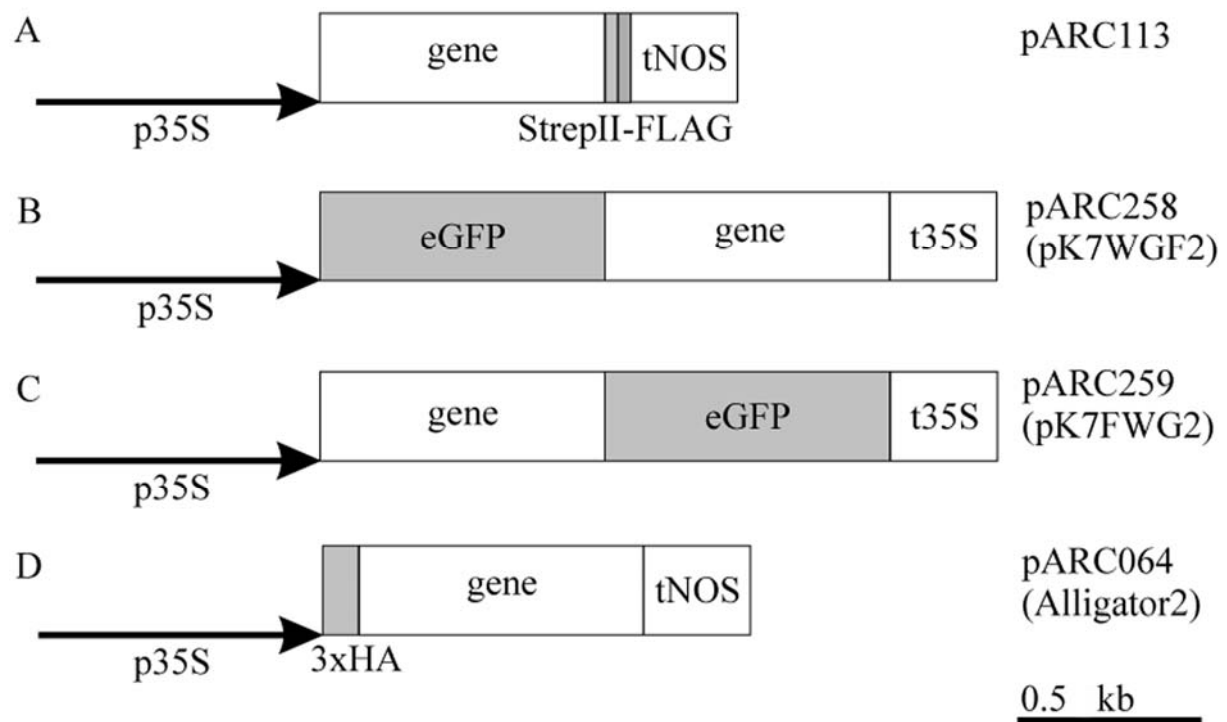 A
gene
tNOS
pARC113
p35S
StrepII-FLAG
B
eGFP
gene
t35S
pARC258
(pK7WGF2)
p35S
C
gene
eGFP
t35S
pARC259
(pK7FWG2)
p35S
D
gene
tNOS
pARC064
(Alligator2)
p35S
3xHA
0.5 kb